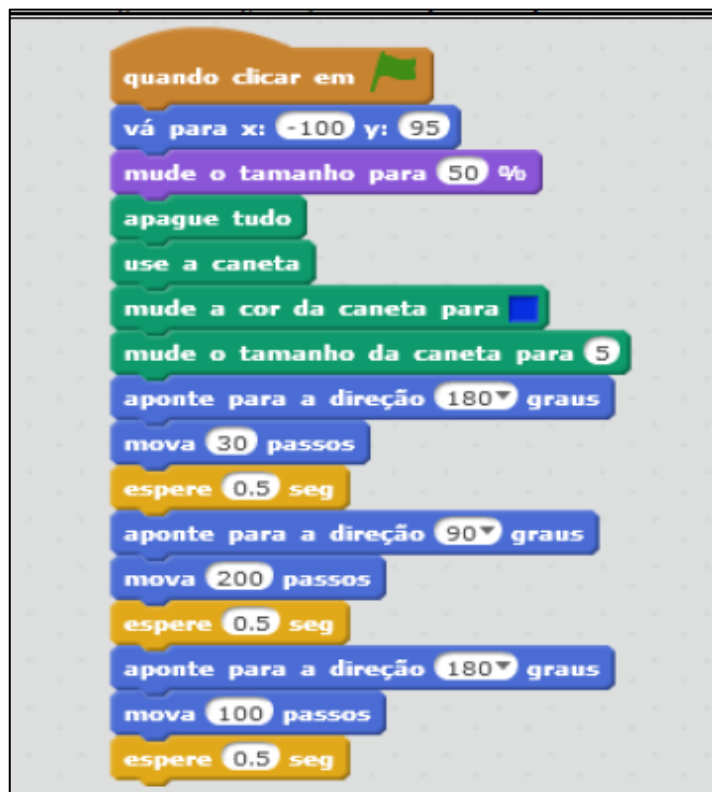 quando clicar em
vá para x: -100 y: 95
mude o tamanho para 50 %
apague tudo
use a caneta
mude a cor da caneta para
mude o tamanho da caneta para 5
aponte para a direção 180 graus
mova 30 passos
espere 0.5 seg
aponte para a direção 90 graus
mova 200 passos
espere 0.5 seg
aponte para a direção 180 graus
mova 100 passos
espere 0.5 seg